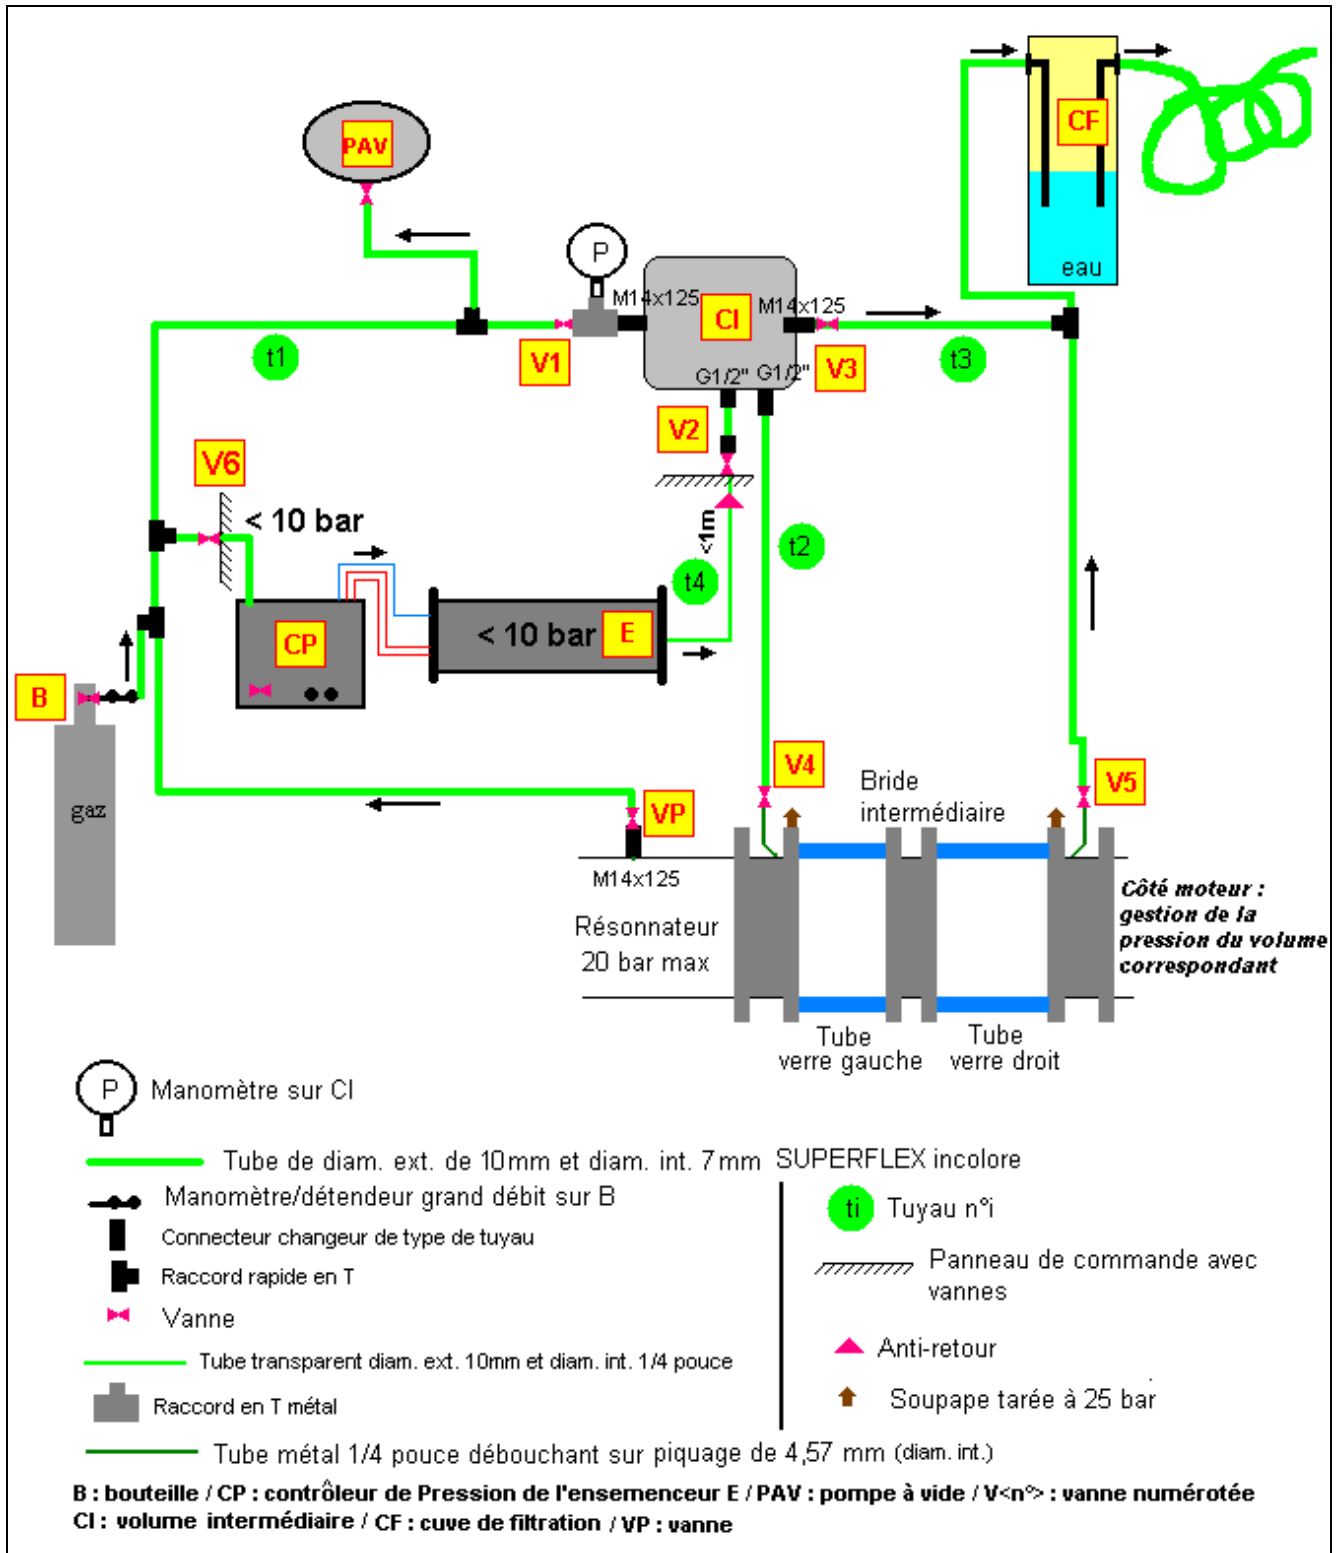 PAV
CF
eau
P
M14x125
CI
M14x125
t1
V1
V3
t3
G1/2"
G1/2"
V2
V6
< 10 bar
<1m
t2
t4
CP
< 10 bar
E
B
gaz
VP
V4
V5
Bride
intermédiaire
M14x125
Résonnateur
20 bar max
Côté moteur :
gestion de la
pression du volume
correspondant
Tube
verre gauche
Tube
verre droit
P
Manomètre sur CI
Tube de diam. ext. de 10mm et diam. int. 7mm SUPERFLEX incolore
Manomètre/détendeur grand débit sur B
Connecteur changeur de type de tuyau
Raccord rapide en T
Vanne
Tube transparent diam. ext. 10mm et diam. int. 1/4 pouce
Raccord en T métal
Tube métal 1/4 pouce débouchant sur piquage de 4,57 mm (diam. int.)
ti
Tuyau n°i
Panneau de commande avec
vannes
Anti-retour
Soupape tarée à 25 bar
B : bouteille / CP : contrôleur de Pression de l'ensemenceur E / PAV : pompe à vide / V<n°> : vanne numérotée
CI : volume intermédiaire / CF : cuve de filtration / VP : vanne